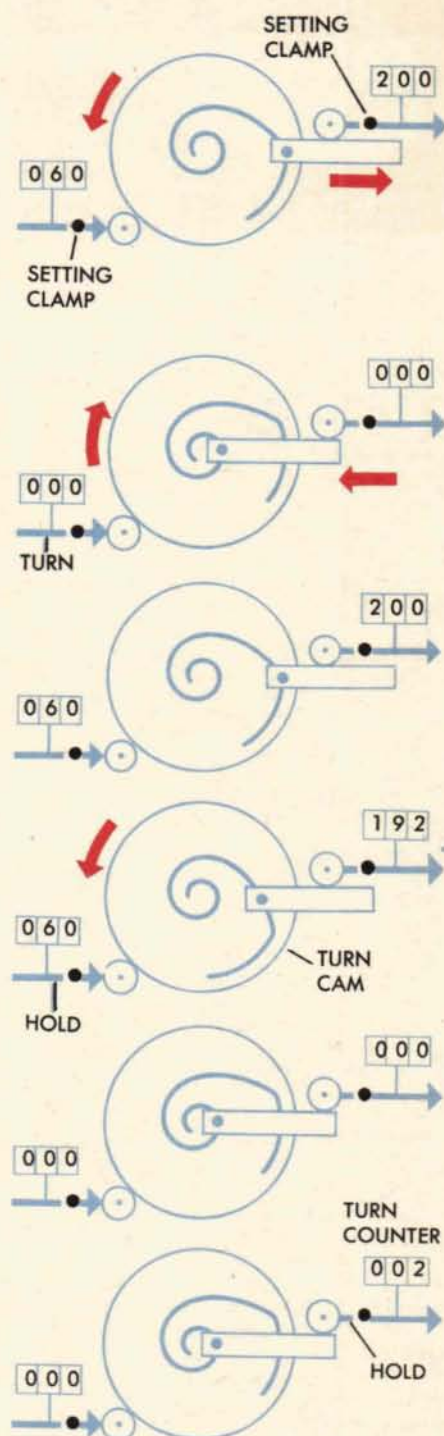 SETTING
CLAMP
200
060
SETTING
CLAMP
000
000
TURN
200
060
192
060
TURN
CAM
HOLD
000
000
TURN
COUNTER
002
HOLD
000